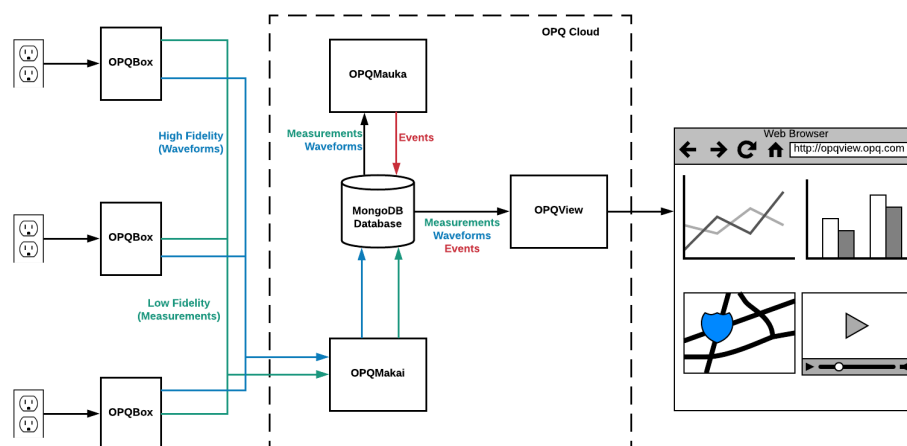 OPQ Cloud
OPQBox
OPQMauka
High Fidelity
(Waveforms)
Measurements
Waveforms
Events
Web Browser
http://opqview.opq.com
OPQBox
MongoDB
Database
OPQView
Measurements
Waveforms
Events
Low Fidelity
(Measurements)
OPQMakai
OPQBox